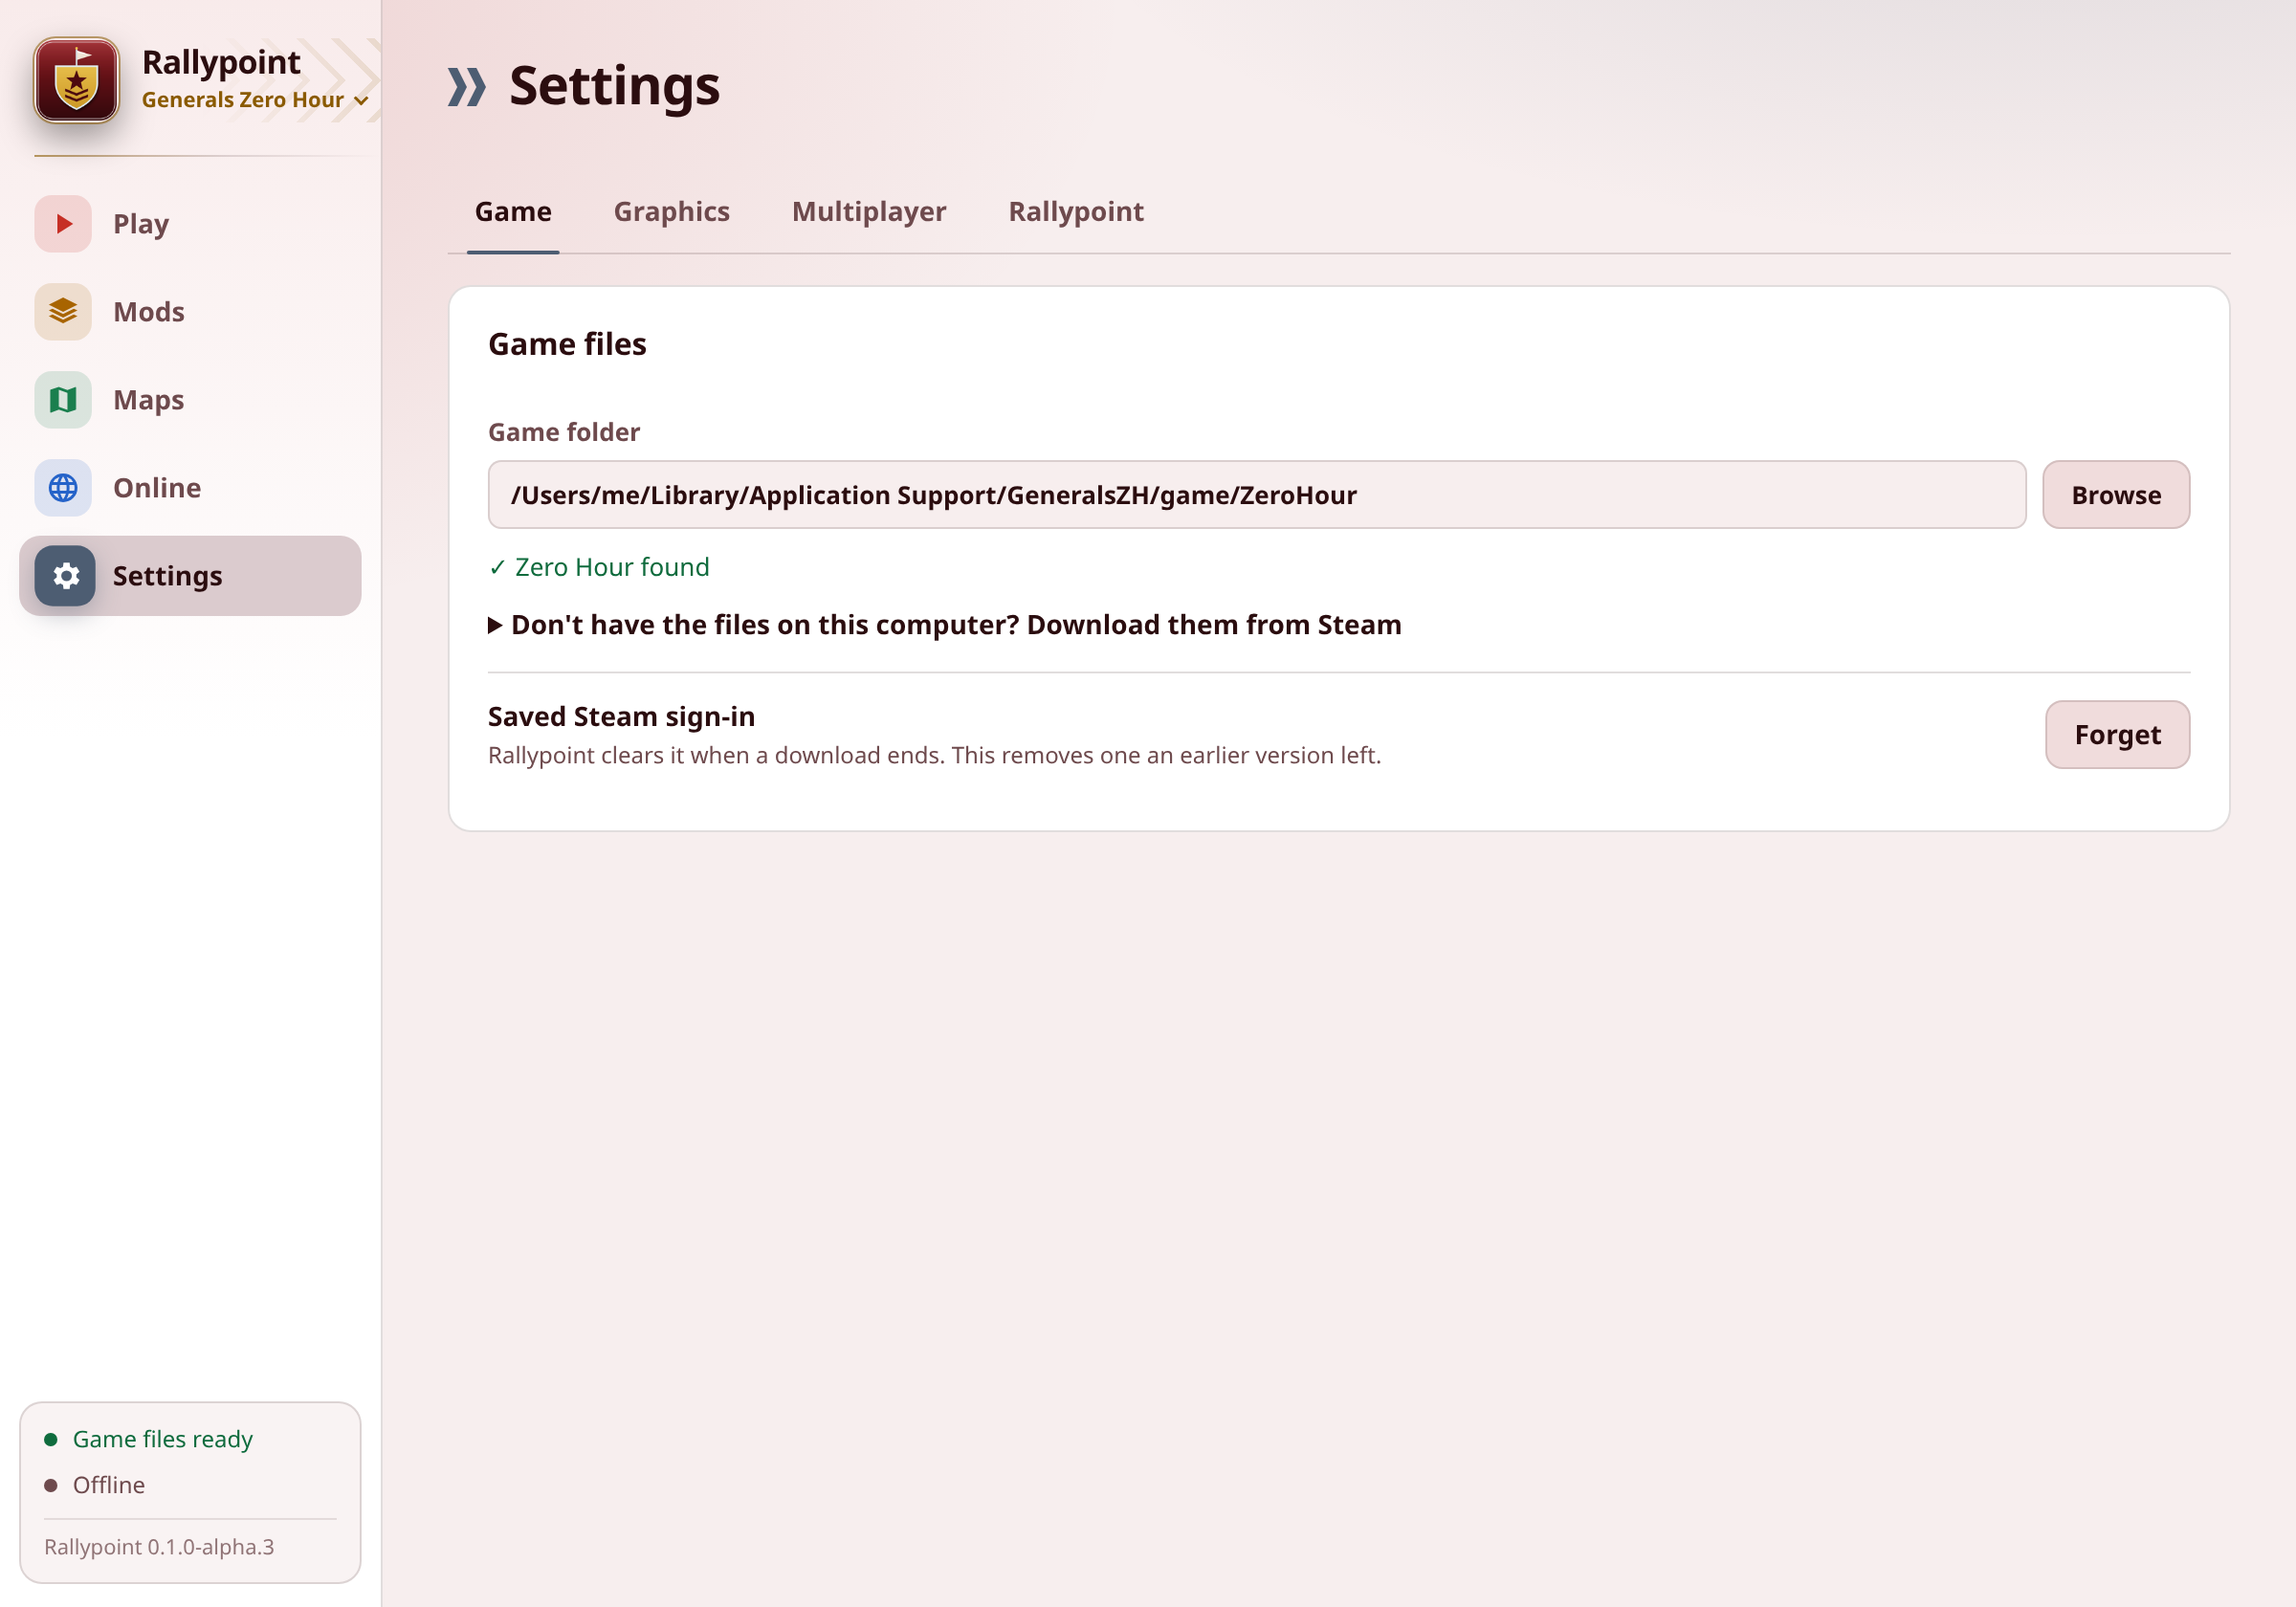 Rallypoint
Generals Zero Hour
Play
Mods
Maps
Online
Settings
Game files ready
Offline
Rallypoint 0.1.0-alpha.3
Settings
Game
Graphics
Multiplayer
Rallypoint
Game files
Game folder
/Users/me/Library/Application Support/GeneralsZH/game/ZeroHour
Browse
✓ Zero Hour found
Don't have the files on this computer? Download them from Steam
Saved Steam sign-in
Rallypoint clears it when a download ends. This removes one an earlier version left.
Forget